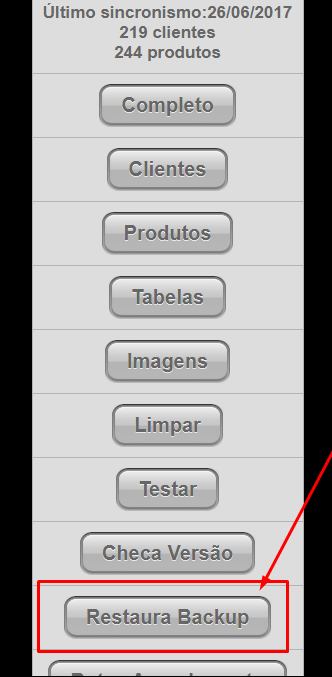 Último sincronismo:26/06/2017
219 clientes
244 produtos
Completo
Clientes
Produtos
Tabelas
Imagens
Limpar
Testar
Checa Versão
Restaura Backup